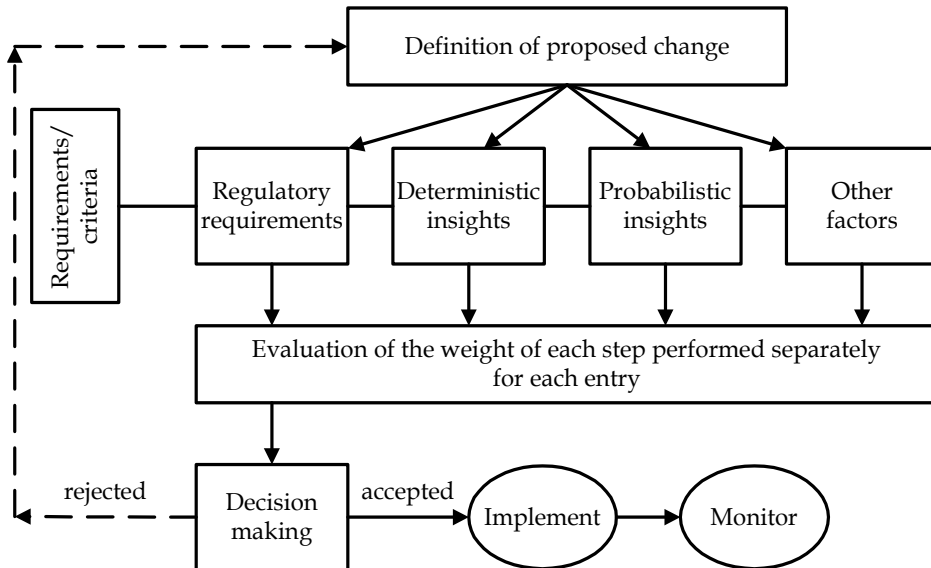 Definition of proposed change
Requirements/
criteria
Regulatory
requirements
Deterministic
insights
Probabilistic
insights
Other
factors
Evaluation of the weight of each step performed separately
for each entry
rejected
Decision
making
accepted
Implement
Monitor